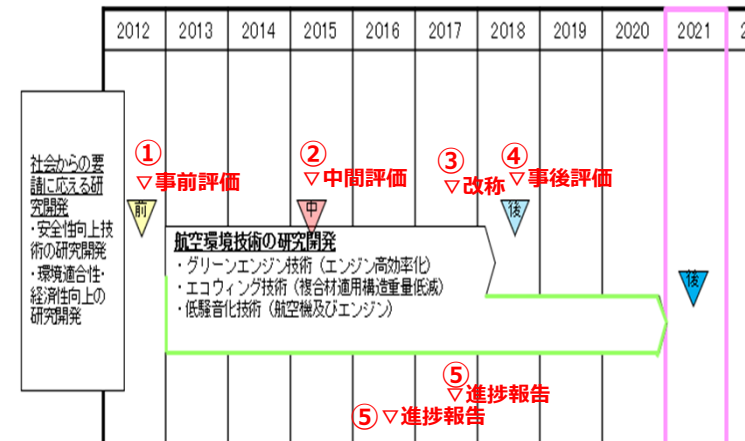 2012 2013 2014 2015 2016 2017 2018 2019 2020 2021
社会からの要
請に応える研
究開発
・安全性向上技
術の研究開発
・環境適合性・
経済性向上の
研究開発
①
▽事前評価
前
②
▽中間評価
中
③
▽改称
④
▽事後評価
後
航空環境技術の研究開発
・グリーンエンジン技術(エンジン高効率化)
・エコウィング技術(複合材適用構造重量低減)
・低騒音化技術(航空機及びエンジン)
後
⑤
▽進捗報告
⑤▽進捗報告